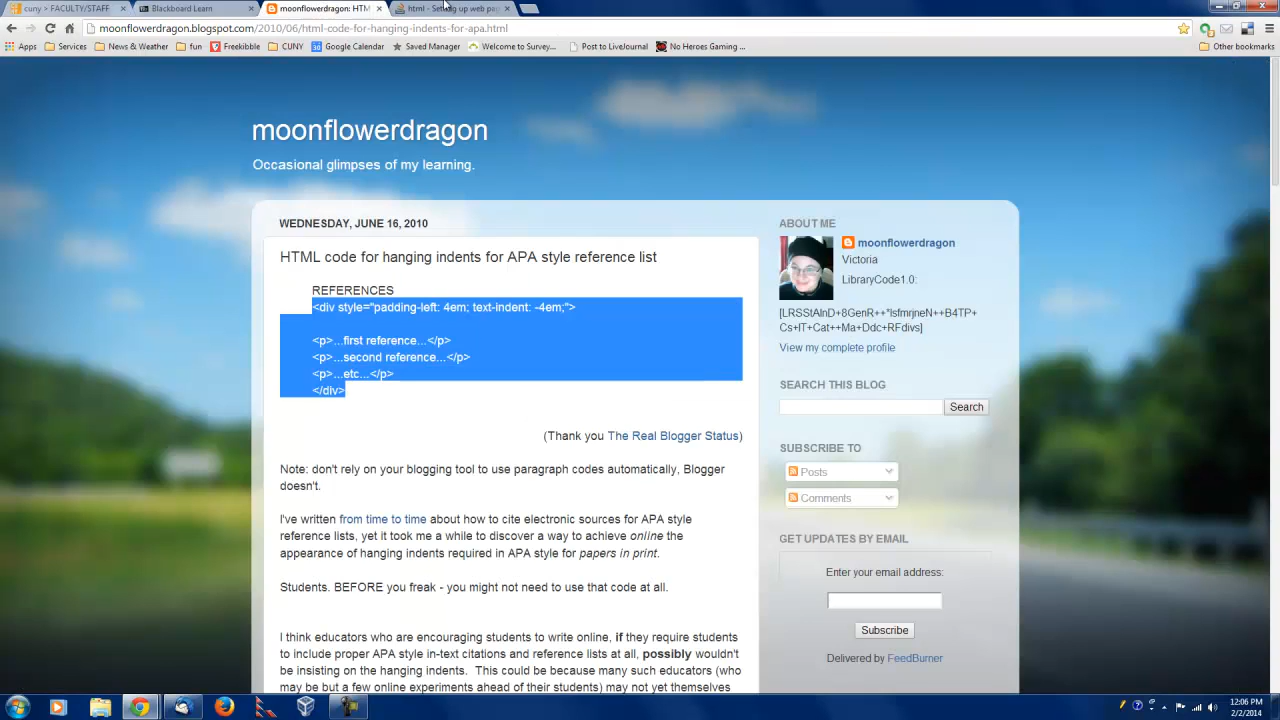 cuny > FACULTY/STAFF
Blackboard Learn
moonflowerdragon: HTM
html - Setting up web pag
moonflowerdragon.blogspot.com/2010/06/html-code-for-hanging-indents-for-apa.html
Apps
Services
News & Weather
fun
Freekibble
CUNY
Google Calendar
Saved Manager
Welcome to Survey...
Post to LiveJournal
No Heroes Gaming ...
Other bookmarks
moonflowerdragon
Occasional glimpses of my learning.
WEDNESDAY, JUNE 16, 2010
HTML code for hanging indents for APA style reference list
REFERENCES
<div style="padding-left: 4em; text-indent: -4em;">
<p>...first reference...</p>
<p>...second reference...</p>
<p>...etc...</p>
</div>
(Thank you The Real Blogger Status)
Note: don't rely on your blogging tool to use paragraph codes automatically, Blogger
doesn't.
I've written from time to time about how to cite electronic sources for APA style
reference lists, yet it took me a while to discover a way to achieve online the
appearance of hanging indents required in APA style for papers in print.
Students. BEFORE you freak - you might not need to use that code at all.
I think educators who are encouraging students to write online, if they require students
to include proper APA style in-text citations and reference lists at all, possibly wouldn't
be insisting on the hanging indents. This could be because many such educators (who
may be but a few online experiments ahead of their students) may not yet themselves
ABOUT ME
moonflowerdragon
Victoria
LibraryCode1.0:
[LRSStAlnD+8GenR++"IsfmrjneN++B4TP+
Cs+IT+Cat++Ma+Ddc+RFdivs]
View my complete profile
SEARCH THIS BLOG
Search
SUBSCRIBE TO
Posts
Comments
GET UPDATES BY EMAIL
Enter your email address:
Subscribe
Delivered by FeedBurner
12:06 PM
2/2/2014